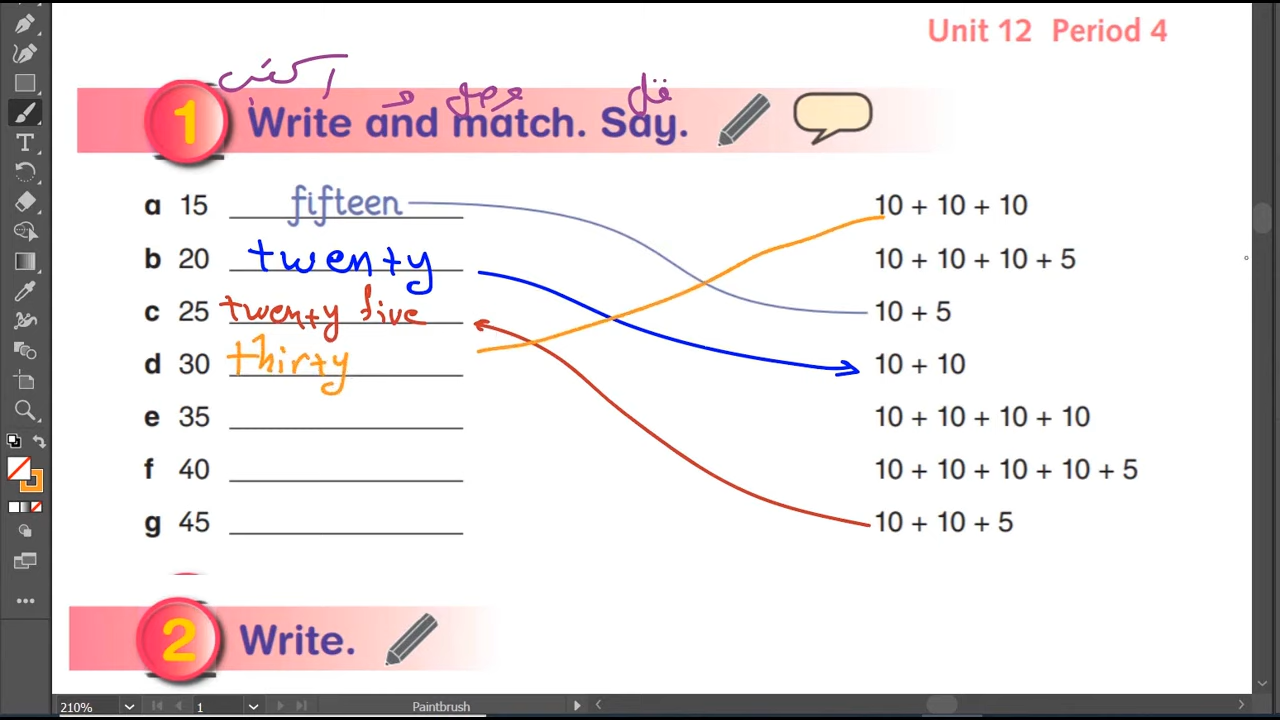 Unit 12 Period 4
اكتب و وصل قل
1 Write and match. Say.
a 15 fifteen 10 + 10 + 10
b 20 twenty 10 + 10 + 10 + 5
c 25 twenty five 10 + 5
d 30 thirty 10 + 10
e 35 10 + 10 + 10 + 10
f 40 10 + 10 + 10 + 10 + 5
g 45 10 + 10 + 5
2 Write.
210% 1 Paintbrush